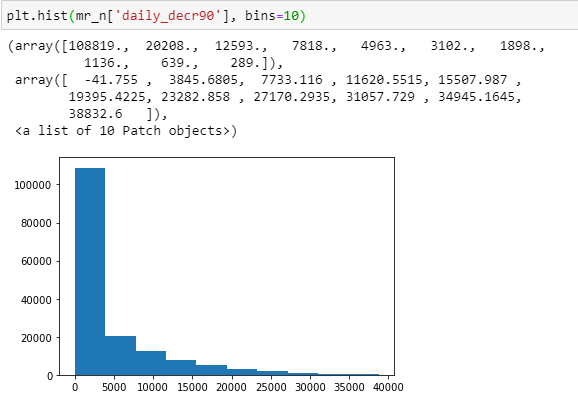 plt.hist(mr_n['daily_decr90'], bins=10)
(array([108819.,  20208.,  12593.,   7818.,   4963.,   3102.,   1898.,
          1136.,    639.,    289.]),
 array([  -41.755 ,  3845.6805,  7733.116 , 11620.5515, 15507.987 ,
        19395.4225, 23282.858 , 27170.2935, 31057.729 , 34945.1645,
        38832.6   ]),
 <a list of 10 Patch objects>)
100000
80000
60000
40000
20000
0
0 5000 10000 15000 20000 25000 30000 35000 40000